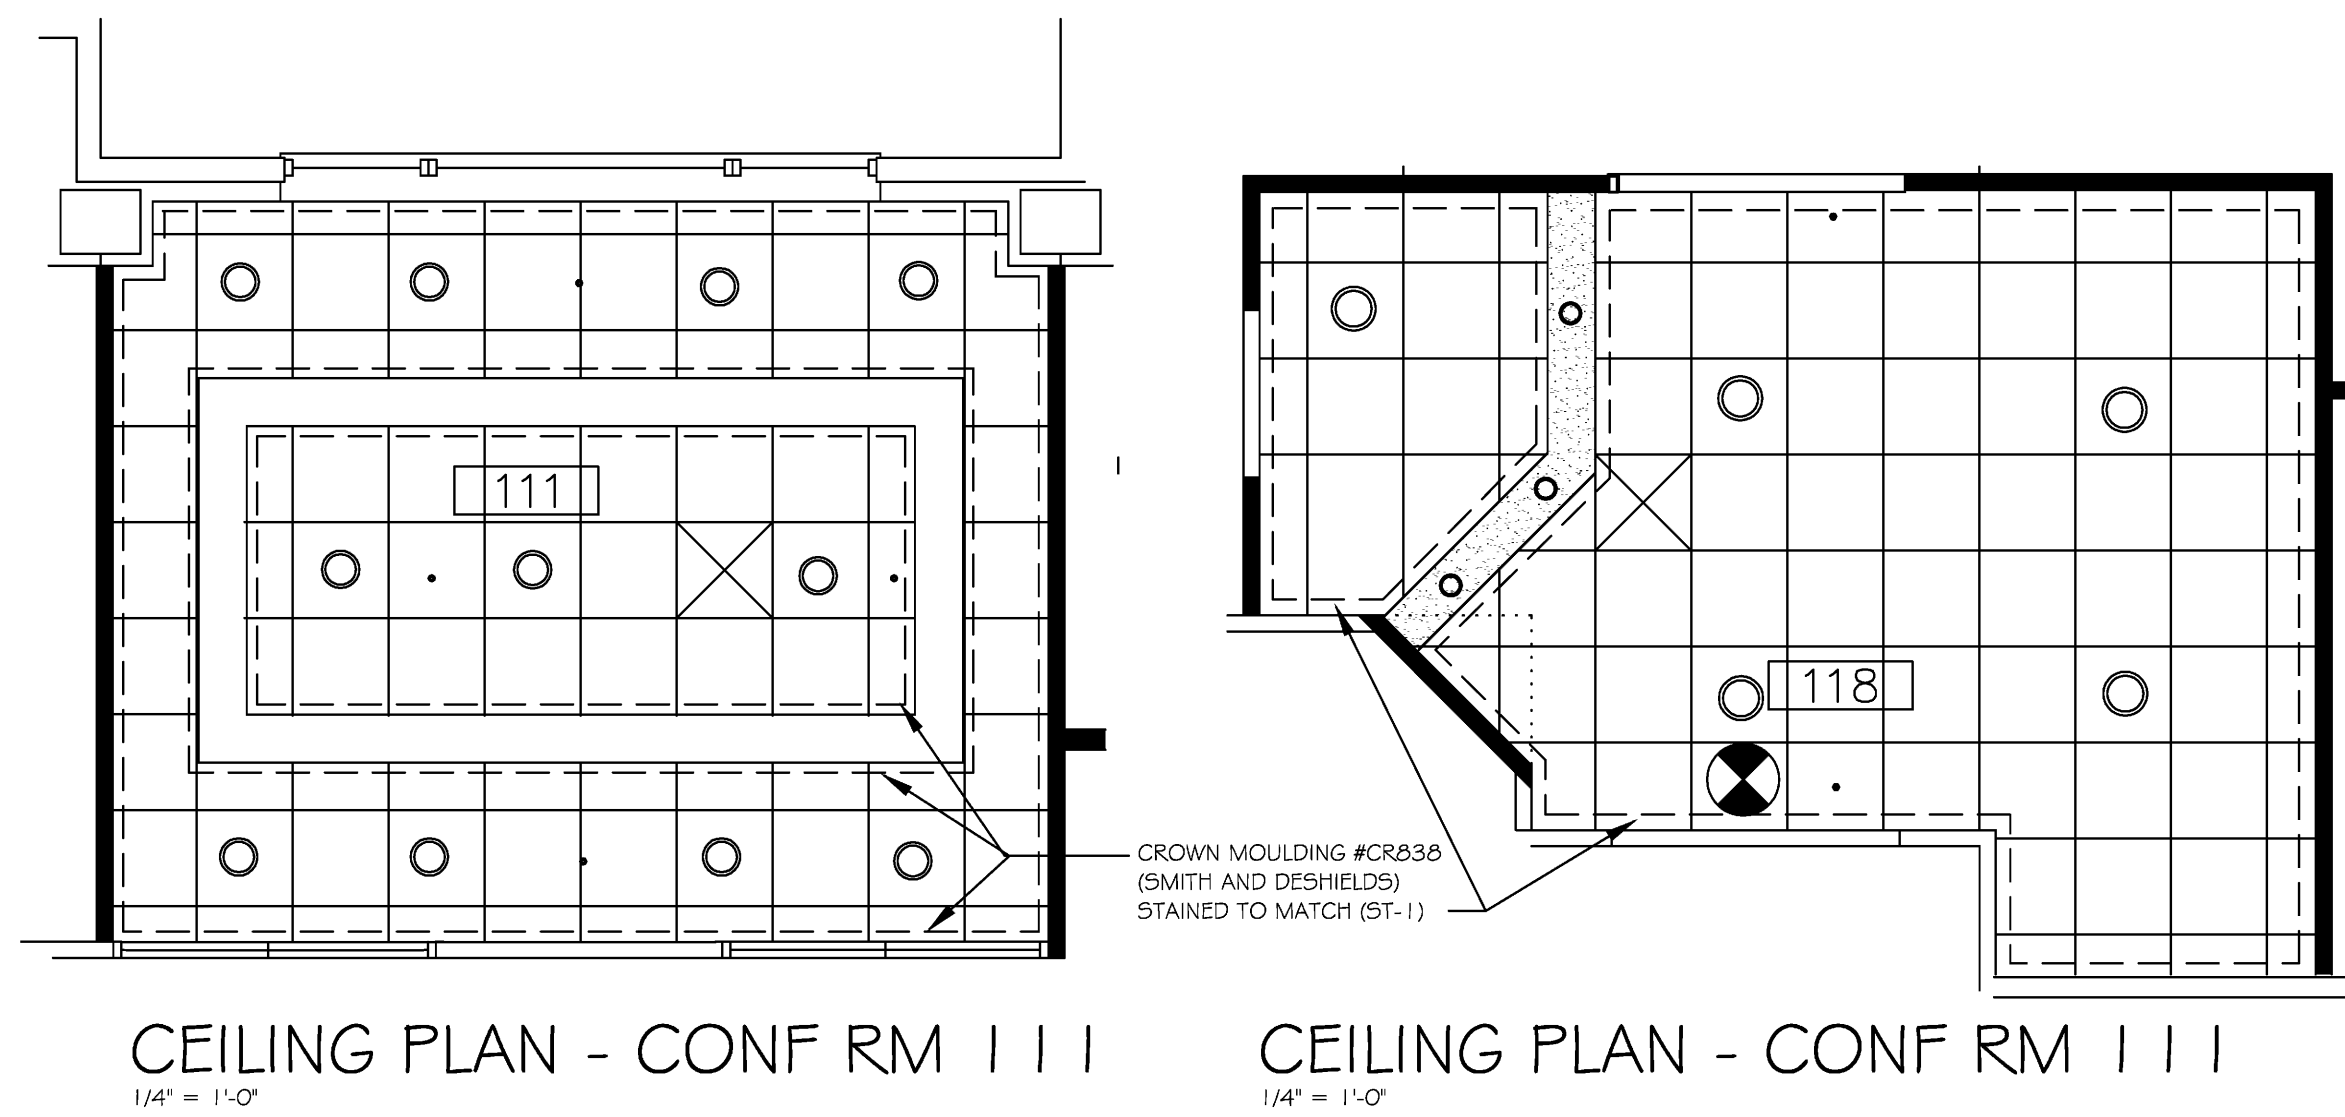 111
118
CROWN MOULDING #CR838
(SMITH AND DESHIELDS)
STAINED TO MATCH (ST-1)
CEILING PLAN - CONF RM 111
1/4" = 1'-0"
CEILING PLAN - CONF RM 111
1/4" = 1'-0"